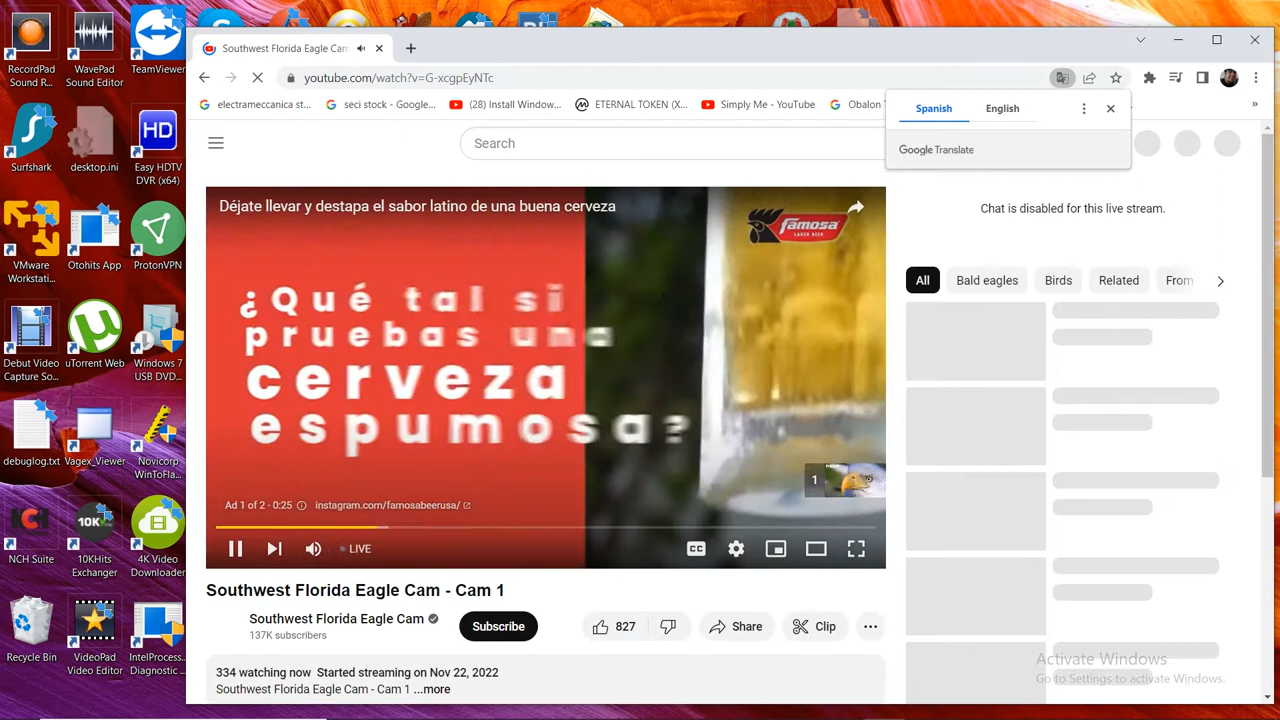 RecordPad
Sound R...
WavePad
Sound Editor
TeamViewer
Surfshark
desktop.ini
HD
Easy HDTV
DVR (x64)
VMware
Workstati...
Otohits App
ProtonVPN
Debut Video
Capture So...
uTorrent Web
Windows 7
USB DVD...
debuglog.txt
Vagex_Viewer
Novicorp
WinToFla...
NCH Suite
10KHits
Exchanger
4K Video
Downloader
Recycle Bin
VideoPad
Video Editor
IntelProcess...
Diagnostic ...
Southwest Florida Eagle Cam
youtube.com/watch?v=G-xcgpEyNTc
electrameccanica st...
seci stock - Google...
(28) Install Window...
ETERNAL TOKEN (X...
Simply Me - YouTube
Obalon
»
Spanish
English
Google Translate
Search
Déjate llevar y destapa el sabor latino de una buena cerveza
famosa
LAGER BEER
¿Qué tal si
pruebas una
cerveza
espumosa?
1
Ad 1 of 2 · 0:25
instagram.com/famosabeerusa/
LIVE
CC
Chat is disabled for this live stream.
All
Bald eagles
Birds
Related
From
Southwest Florida Eagle Cam - Cam 1
Southwest Florida Eagle Cam
137K subscribers
Subscribe
827
Share
Clip
334 watching now Started streaming on Nov 22, 2022
Southwest Florida Eagle Cam - Cam 1 ...more
Activate Windows
Go to Settings to activate Windows.